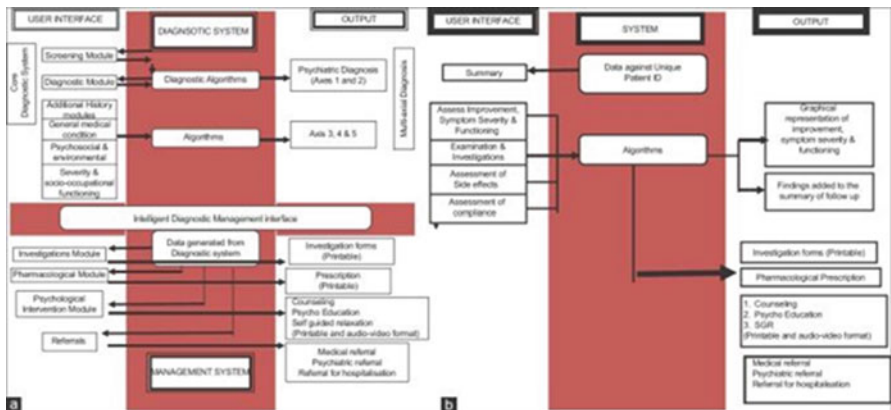 USER INTERFACE
DIAGNSOTIC SYSTEM
OUTPUT
Core
Diagnostic System
Screening Module
Diagnostic Module
Diagnostic Algorithms
Psychiatric Diagnosis
(Axes 1 and 2)
Multi-axial Diagnosis
Additional History
modules
General medical
condition
Psychosocial &
environmental
Severity &
socio-occupational
functioning
Algorithms
Axis 3, 4 & 5
Intelligent Diagnostic Management interface
Data generated from
Diagnostic system
Investigations Module
Investigation forms
(Printable)
Pharmacological Module
Prescription
(Printable)
Psychological
Intervention Module
Counseling
Psycho Education
Self guided relaxation
(Printable and audio-video format)
Referrals
Medical referral
Psychiatric referral
Referral for hospitalisation
MANAGEMENT SYSTEM
a
USER INTERFACE
SYSTEM
OUTPUT
Summary
Data against Unique
Patient ID
Assess Improvement,
Symptom Severity &
Functioning
Examination &
Investigations
Assessment of
Side effects
Assessment of
compliance
Algorithms
Graphical
representation of
improvement,
symptom severity &
functioning
Findings added to the
summary of follow up
Investigation forms (Printable)
Pharmacological Prescription
1. Counseling
2. Psycho Education
3. SGR
(Printable and audio-video format)
Medical referral
Psychiatric referral
Referral for hospitalisation
b